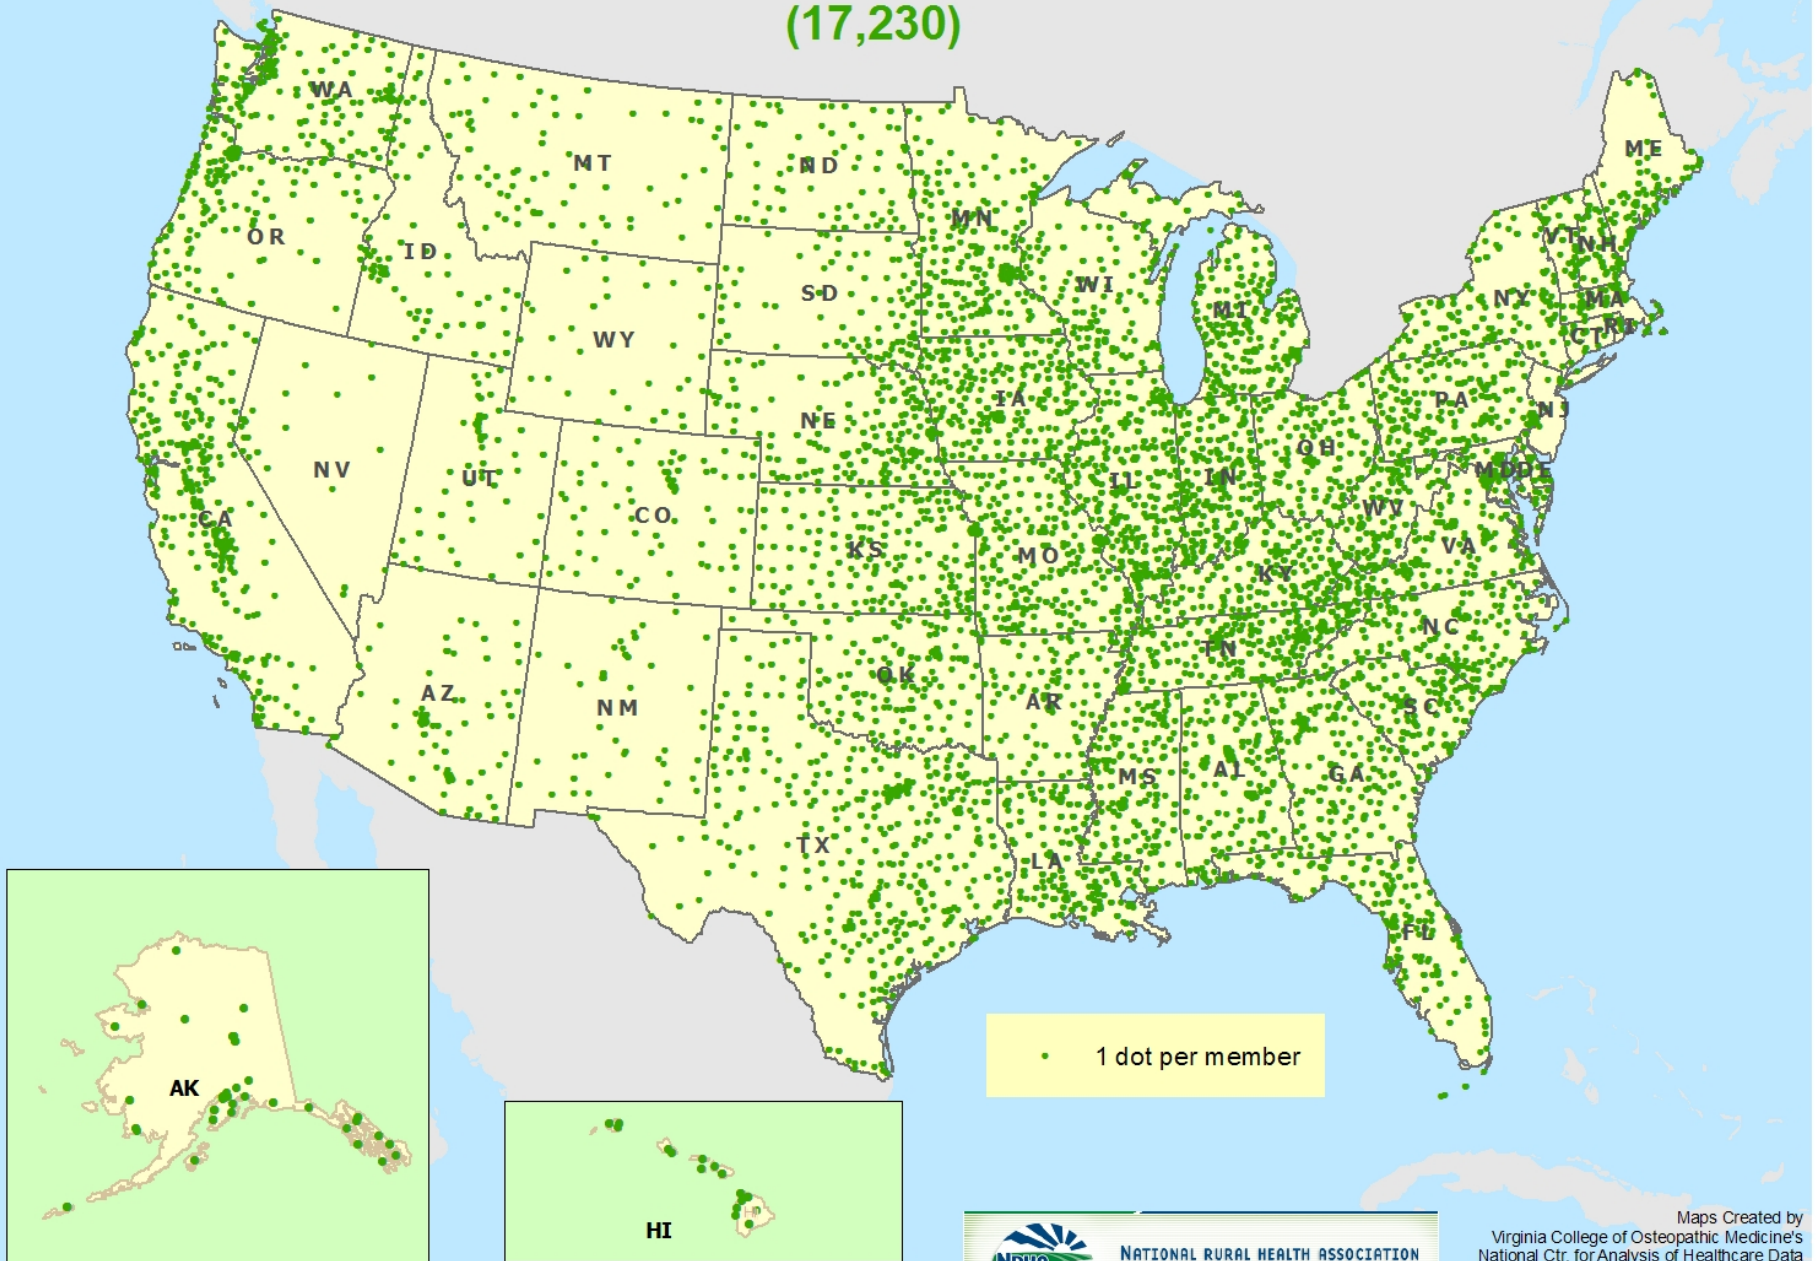 (17,230)
WA
MT
ND
ME
MN
OR
ID
VT
NH
SD
WI
MI
NY
MA
WY
CT
RI
IA
PA
NE
NJ
NV
UT
OH
IL
IN
MD
DE
CA
CO
WV
KS
MO
VA
KY
NC
TN
OK
AZ
NM
AR
SC
MS
AL
GA
TX
LA
FL
1 dot per member
AK
HI
HI
NRHA
NATIONAL RURAL HEALTH ASSOCIATION
Maps Created by
Virginia College of Osteopathic Medicine's
National Ctr. for Analysis of Healthcare Data